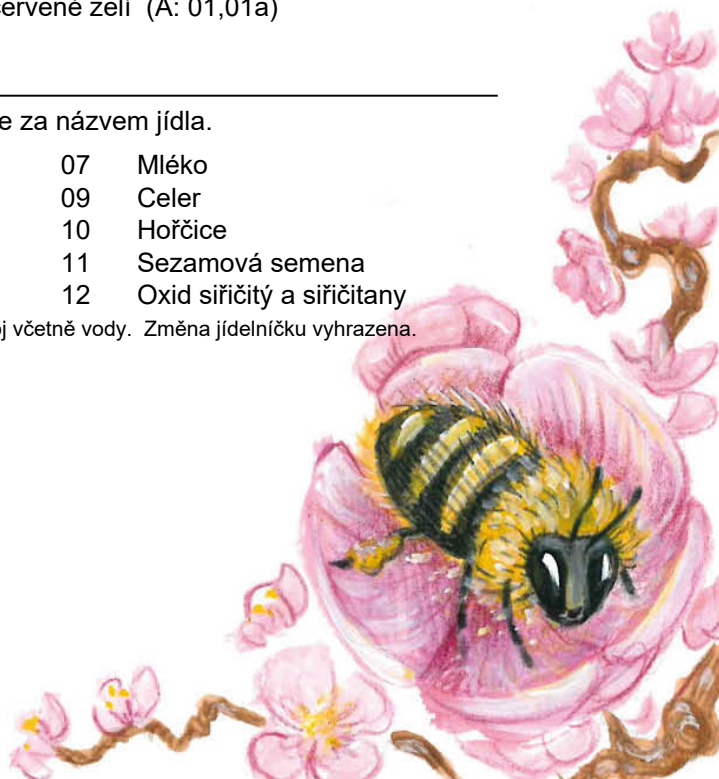 červené zelí (A: 01,01a)
e za názvem jídla.
07 Mléko
09 Celer
10 Hořčice
11 Sezamová semena
12 Oxid siřičitý a siřičitany
j včetně vody. Změna jídelníčku vyhrazena.